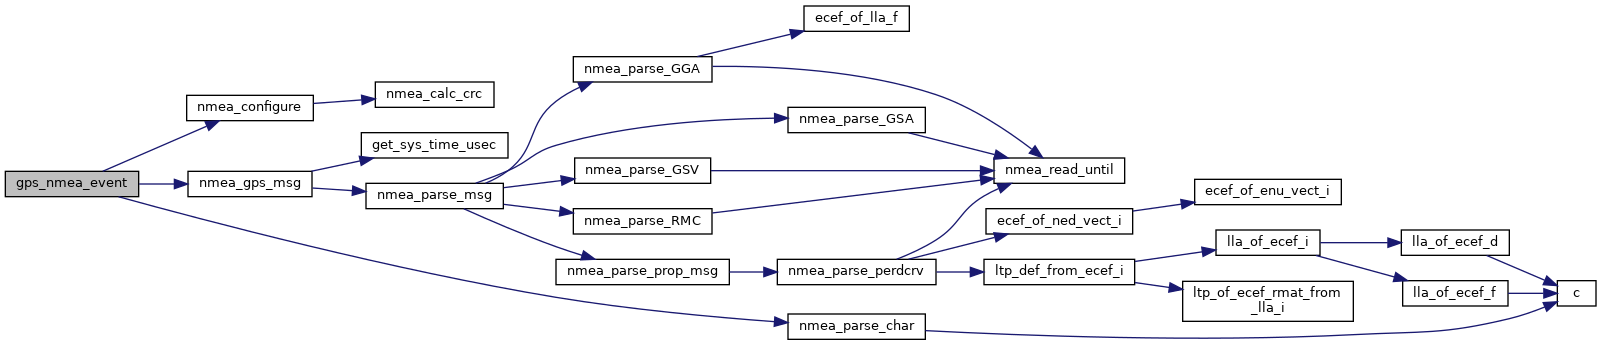 gps_nmea_event
nmea_configure
nmea_calc_crc
nmea_gps_msg
get_sys_time_usec
nmea_parse_msg
nmea_parse_GGA
ecef_of_lla_f
nmea_parse_GSA
nmea_parse_GSV
nmea_parse_RMC
nmea_parse_prop_msg
nmea_read_until
nmea_parse_perdcrv
ecef_of_ned_vect_i
ecef_of_enu_vect_i
ltp_def_from_ecef_i
lla_of_ecef_i
ltp_of_ecef_rmat_from
_lla_i
lla_of_ecef_d
lla_of_ecef_f
c
nmea_parse_char